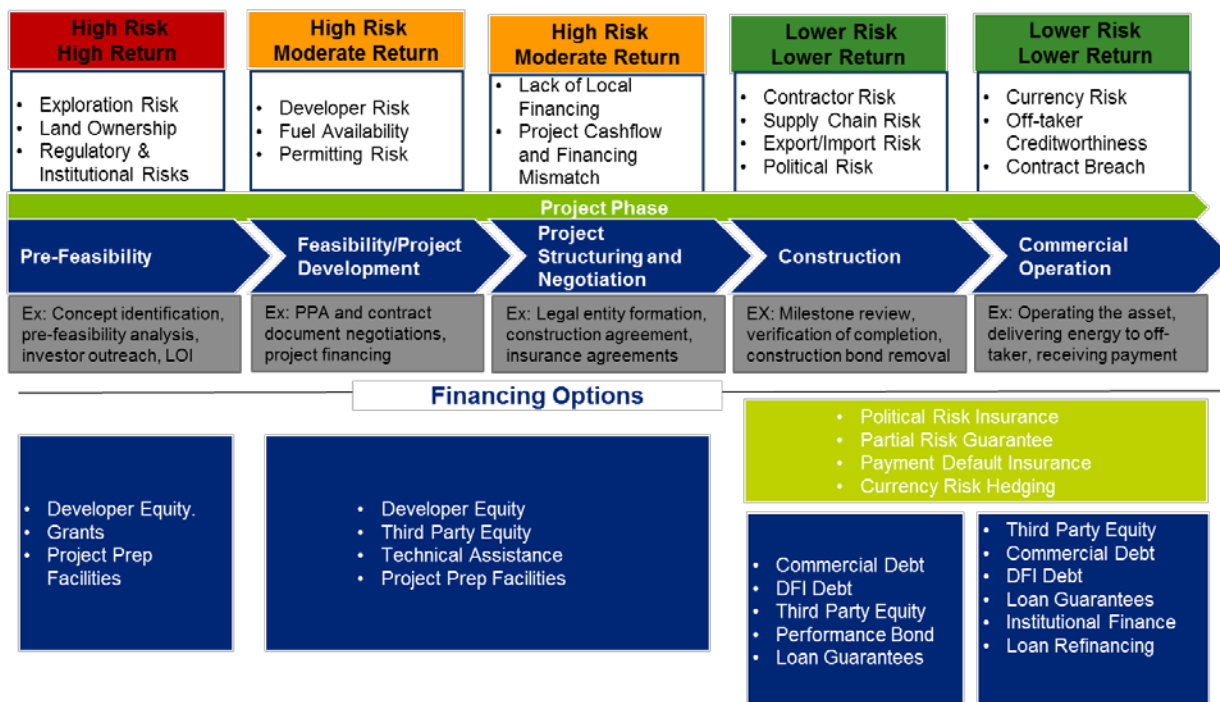 High Risk
High Return
High Risk
Moderate Return
High Risk
Moderate Return
Lower Risk
Lower Return
Lower Risk
Lower Return
• Exploration Risk
• Land Ownership
• Regulatory &
Institutional Risks
• Developer Risk
• Fuel Availability
• Permitting Risk
• Lack of Local
Financing
• Project Cashflow
and Financing
Mismatch
• Contractor Risk
• Supply Chain Risk
• Export/Import Risk
• Political Risk
• Currency Risk
• Off-taker
Creditworthiness
• Contract Breach
Project Phase
Pre-Feasibility
Feasibility/Project
Development
Project
Structuring and
Negotiation
Construction
Commercial
Operation
Ex: Concept identification,
pre-feasibility analysis,
investor outreach, LOI
Ex: PPA and contract
document negotiations,
project financing
Ex: Legal entity formation,
construction agreement,
insurance agreements
EX: Milestone review,
verification of completion,
construction bond removal
Ex: Operating the asset,
delivering energy to off-
taker, receiving payment
Financing Options
• Developer Equity.
• Grants
• Project Prep
Facilities
• Developer Equity
• Third Party Equity
• Technical Assistance
• Project Prep Facilities
• Political Risk Insurance
• Partial Risk Guarantee
• Payment Default Insurance
• Currency Risk Hedging
• Commercial Debt
• DFI Debt
• Third Party Equity
• Performance Bond
• Loan Guarantees
• Third Party Equity
• Commercial Debt
• DFI Debt
• Loan Guarantees
• Institutional Finance
• Loan Refinancing